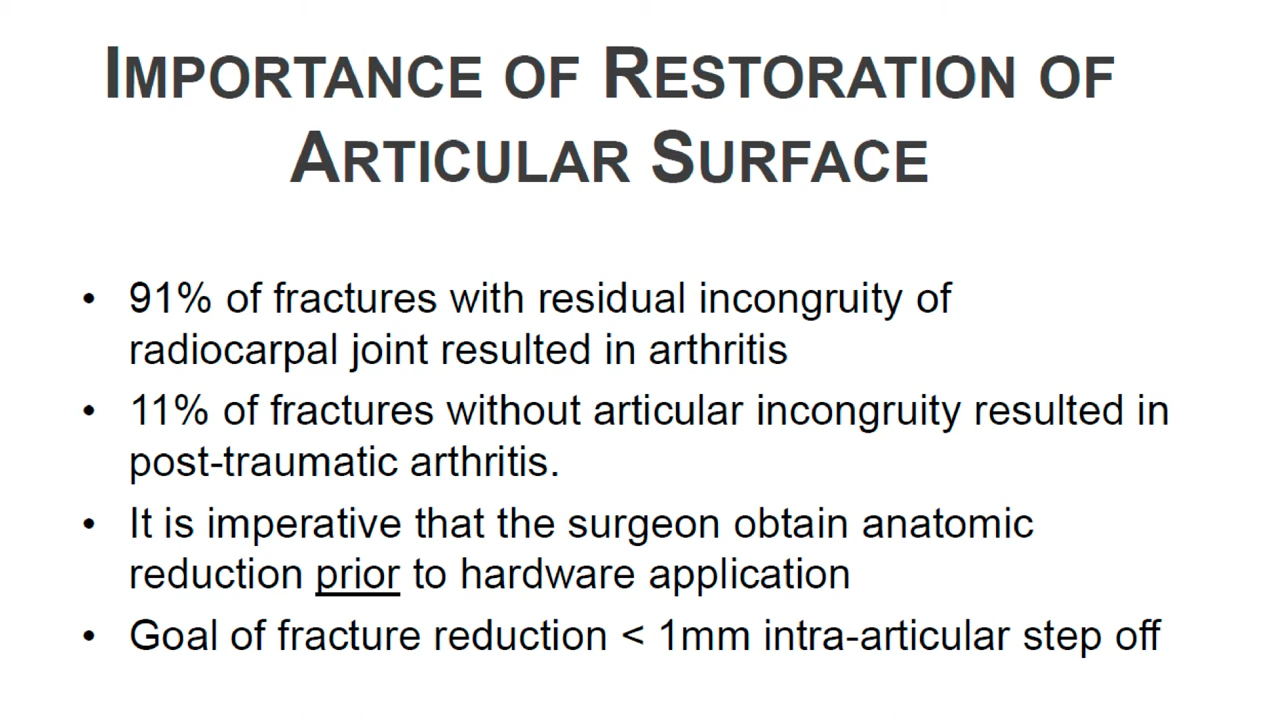 IMPORTANCE OF RESTORATION OF
ARTICULAR SURFACE
• 91% of fractures with residual incongruity of
radiocarpal joint resulted in arthritis
• 11% of fractures without articular incongruity resulted in
post-traumatic arthritis.
• It is imperative that the surgeon obtain anatomic
reduction prior to hardware application
• Goal of fracture reduction < 1mm intra-articular step off